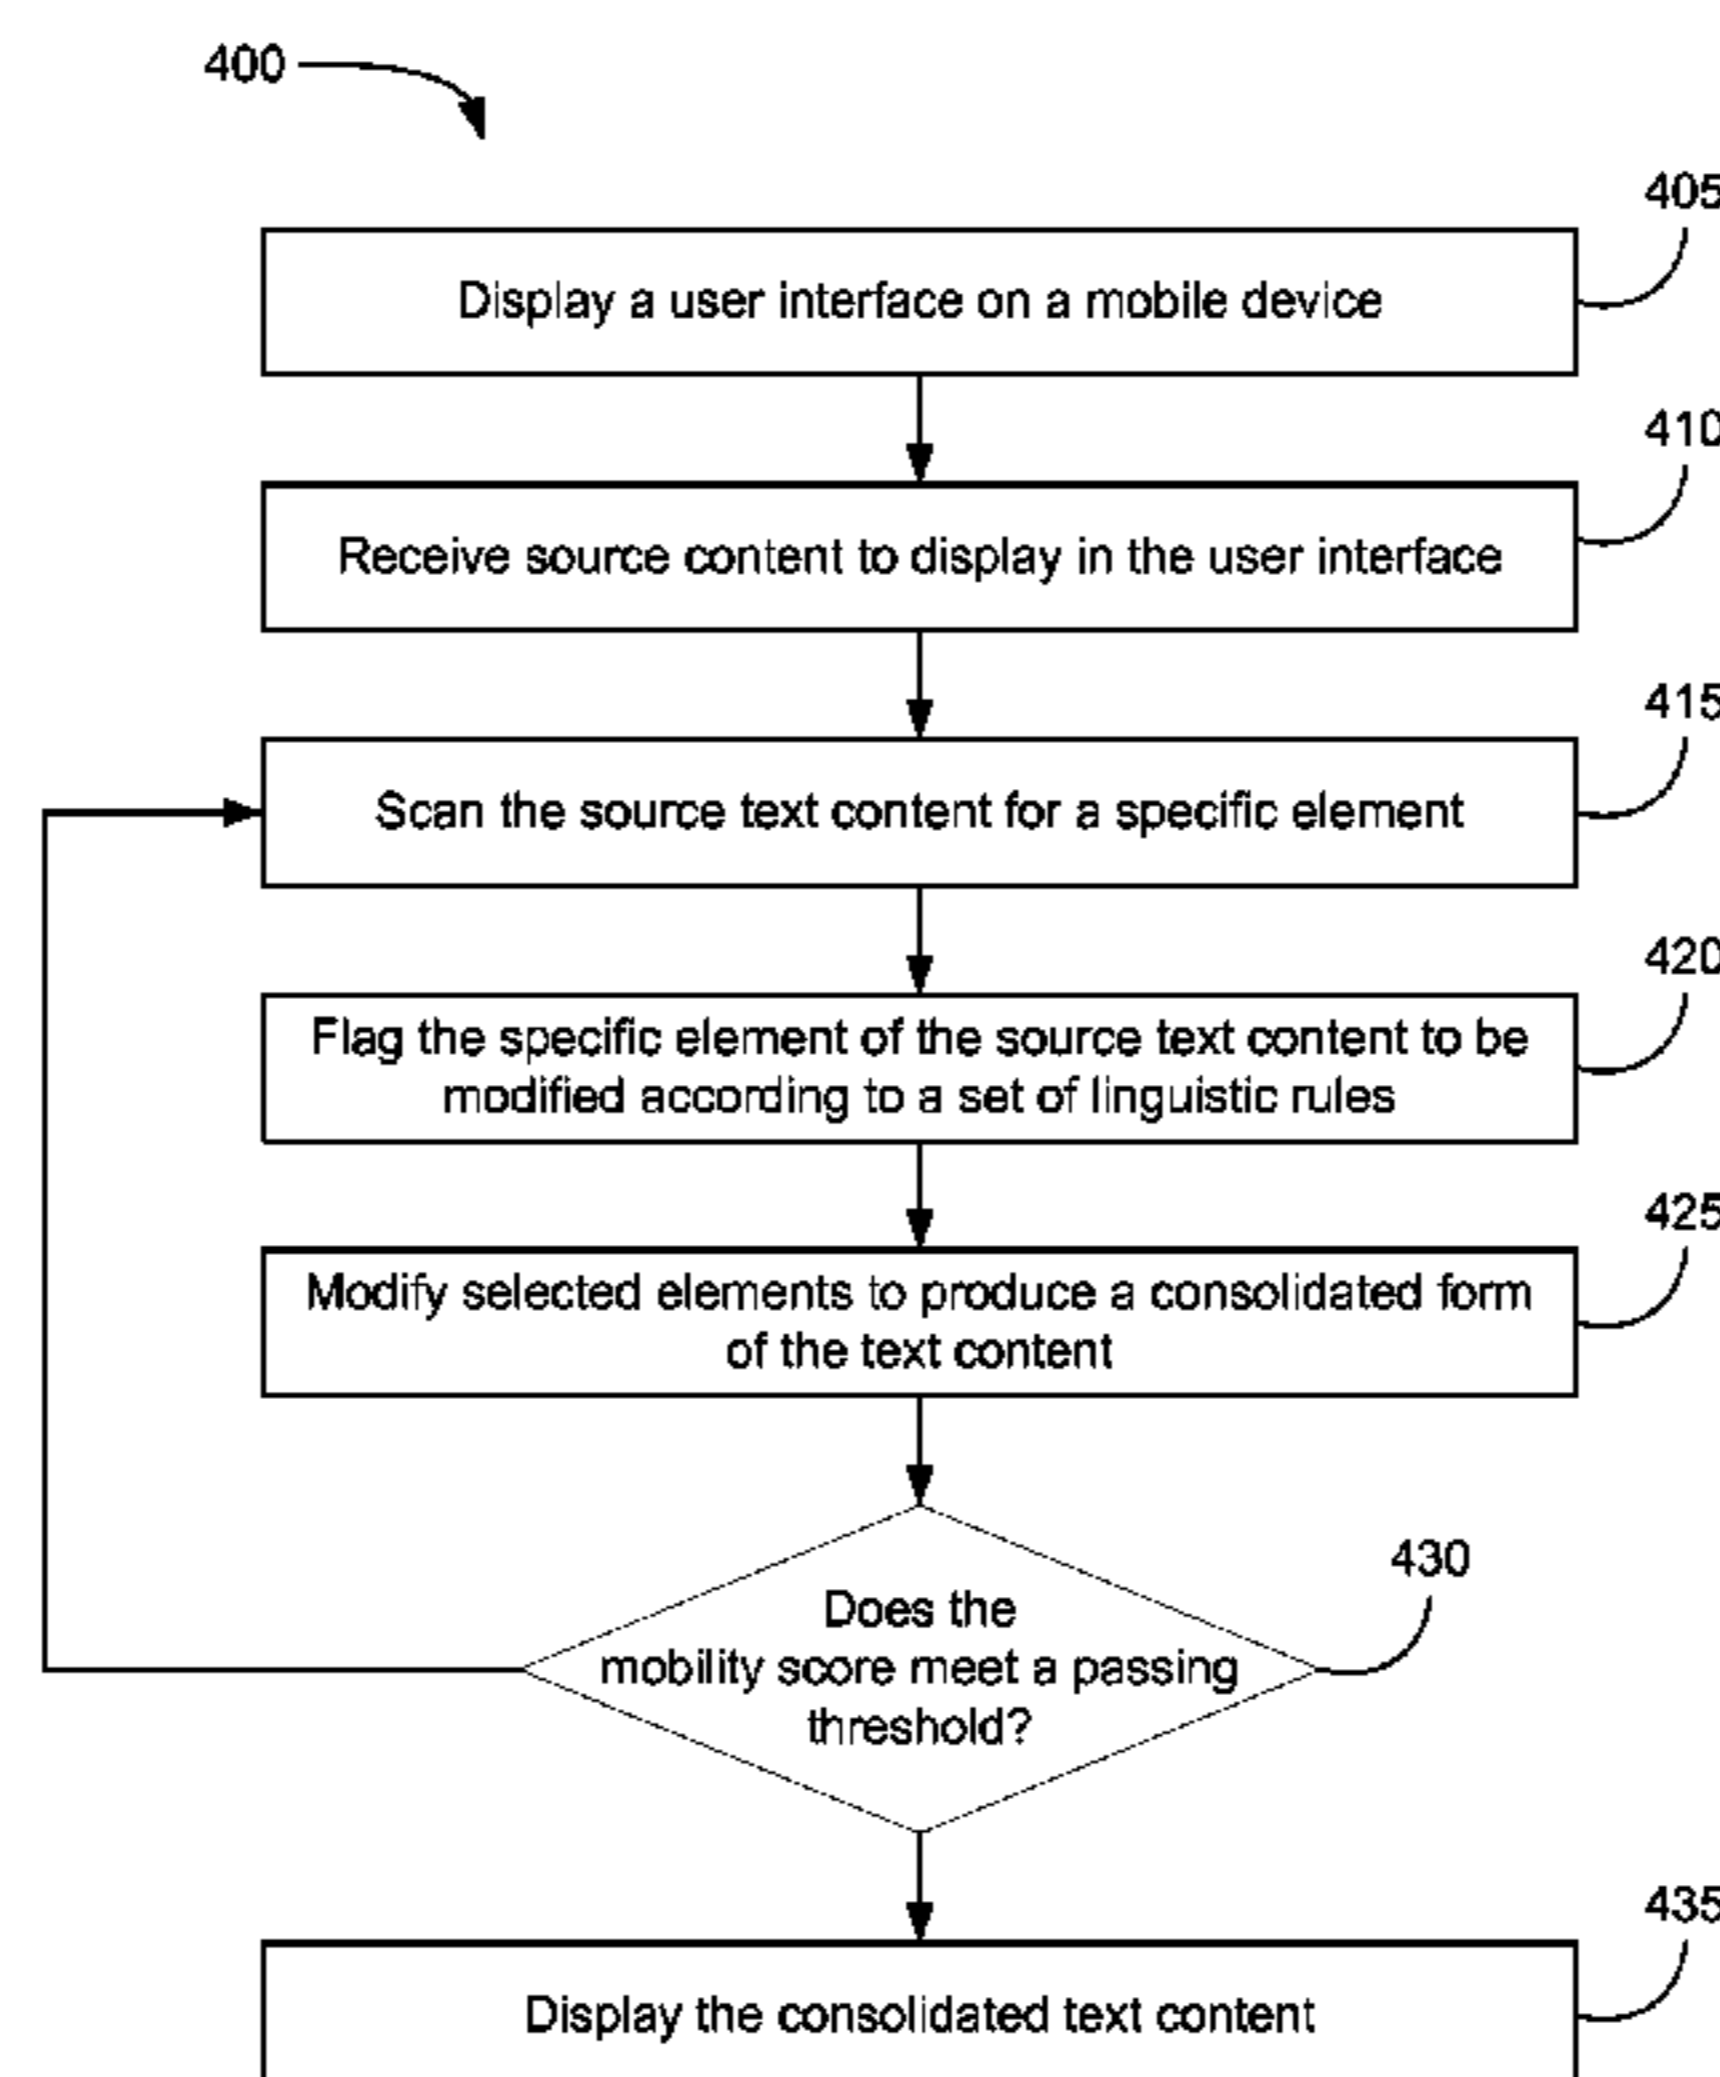 400
405
Display a user interface on a mobile device
410
Receive source content to display in the user interface
415
Scan the source text content for a specific element
420
Flag the specific element of the source text content to be
modified according to a set of linguistic rules
425
Modify selected elements to produce a consolidated form
of the text content
430
Does the
mobility score meet a passing
threshold?
435
Display the consolidated text content